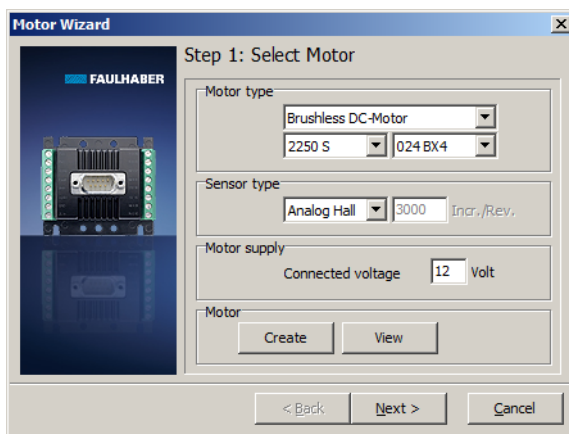 Motor Wizard
FAULHABER
Step 1: Select Motor
Motor type
Brushless DC-Motor
2250 S 024 BX4
Sensor type
Analog Hall 3000 Incr./Rev.
Motor supply
Connected voltage 12 Volt
Motor
Create View
< Back Next > Cancel